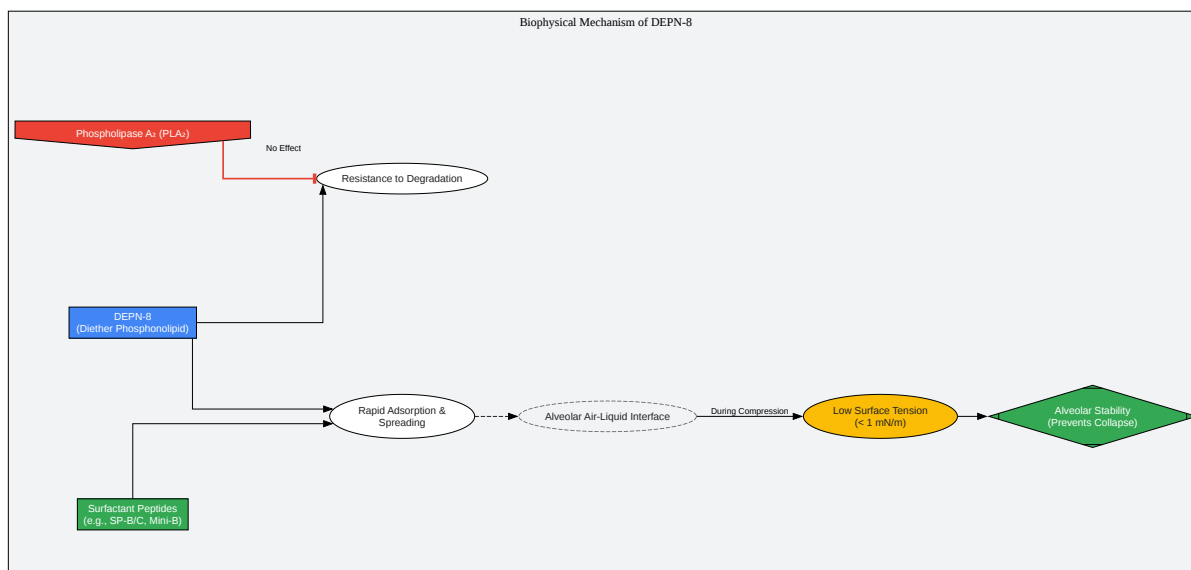 Biophysical Mechanism of DEPN-8
Phospholipase A₂ (PLA₂)
No Effect
Resistance to Degradation
DEPN-8
(Diether Phosphonolipid)
Rapid Adsorption &
Spreading
Alveolar Air-Liquid Interface
During Compression
Low Surface Tension
(< 1 mN/m)
Alveolar Stability
(Prevents Collapse)
Surfactant Peptides
(e.g., SP-B/C, Mini-B)